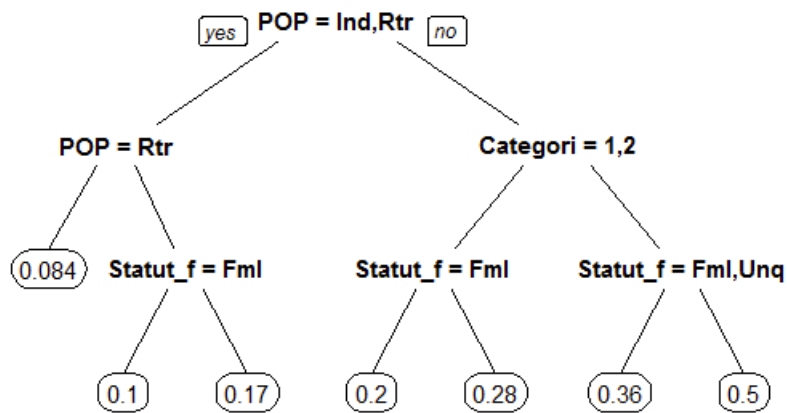 yes POP = Ind,Rtr no
POP = Rtr Categori = 1,2
0.084 Statut_f = Fml Statut_f = Fml Statut_f = Fml,Unq
0.1 0.17 0.2 0.28 0.36 0.5